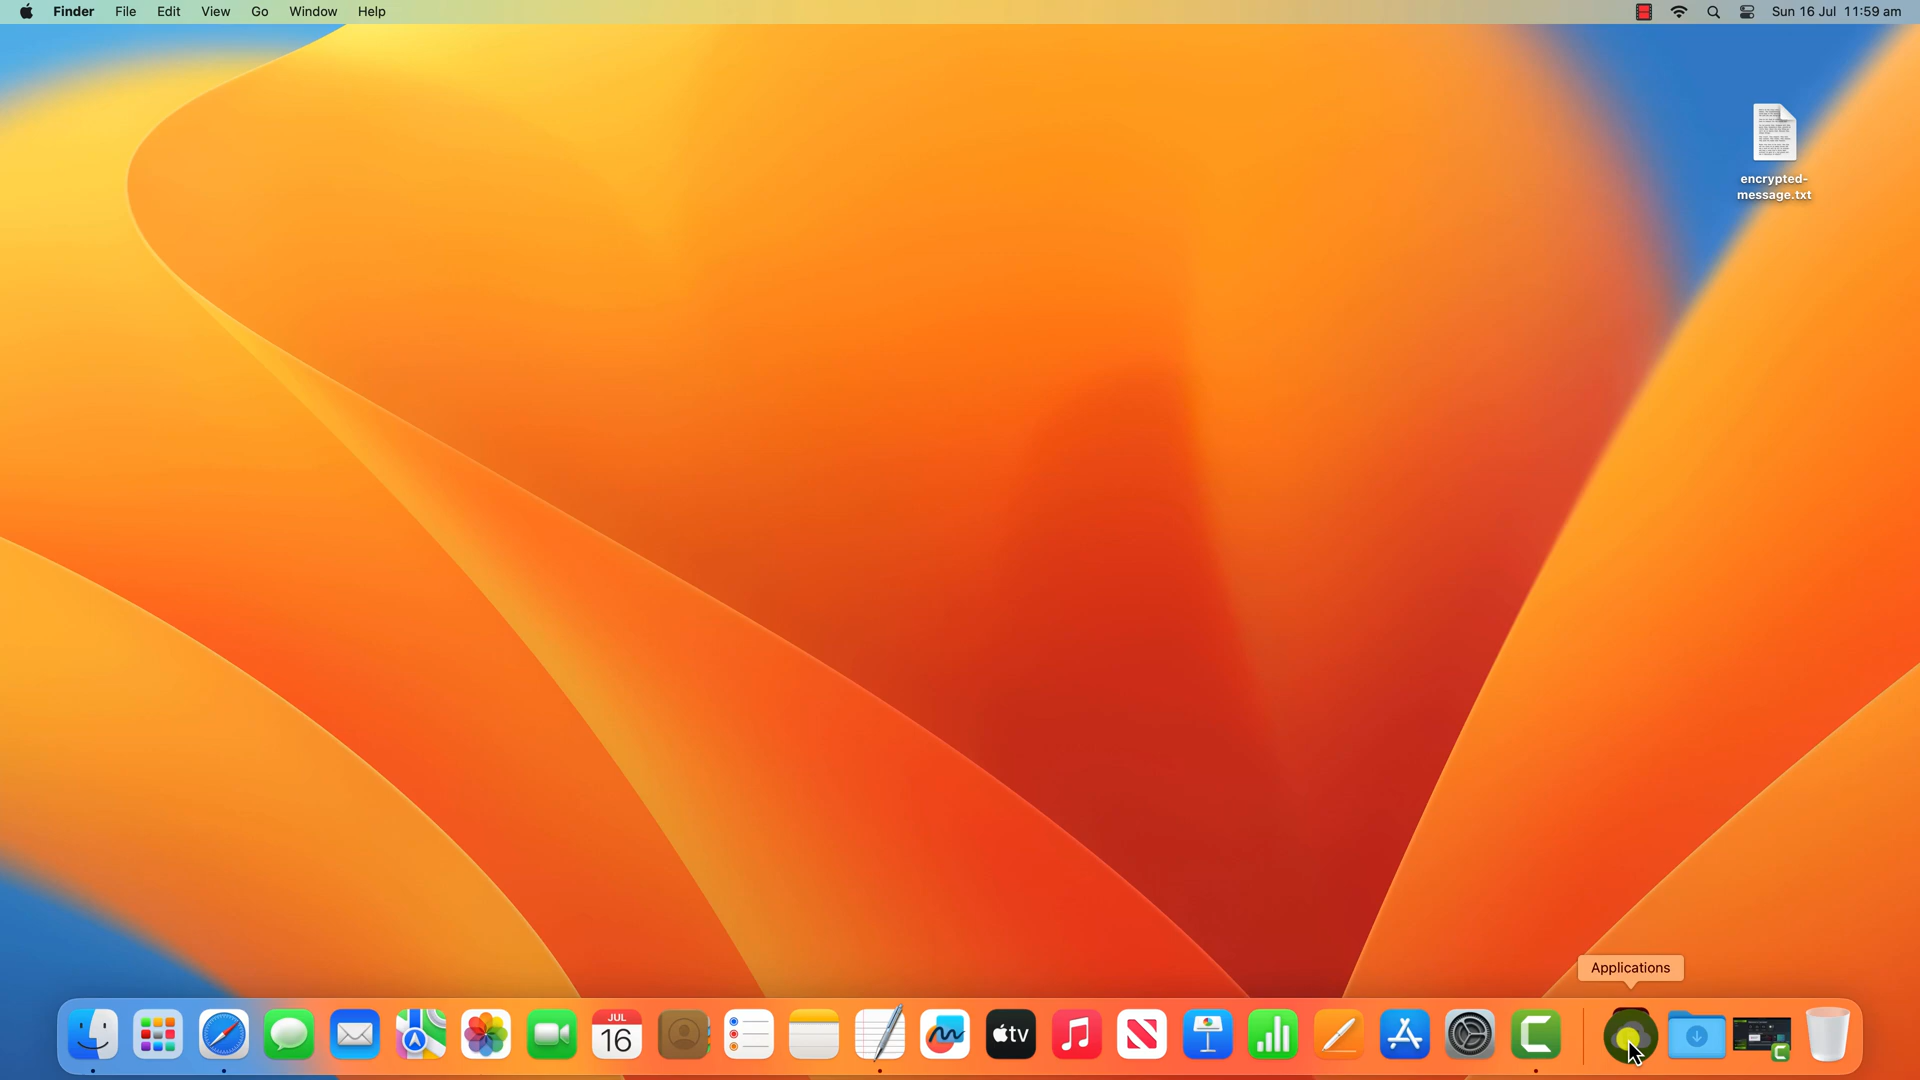 Finder File Edit View Go Window Help
Sun 16 Jul 11:59 am
encrypted-
message.txt
Applications
JUL
16
tv